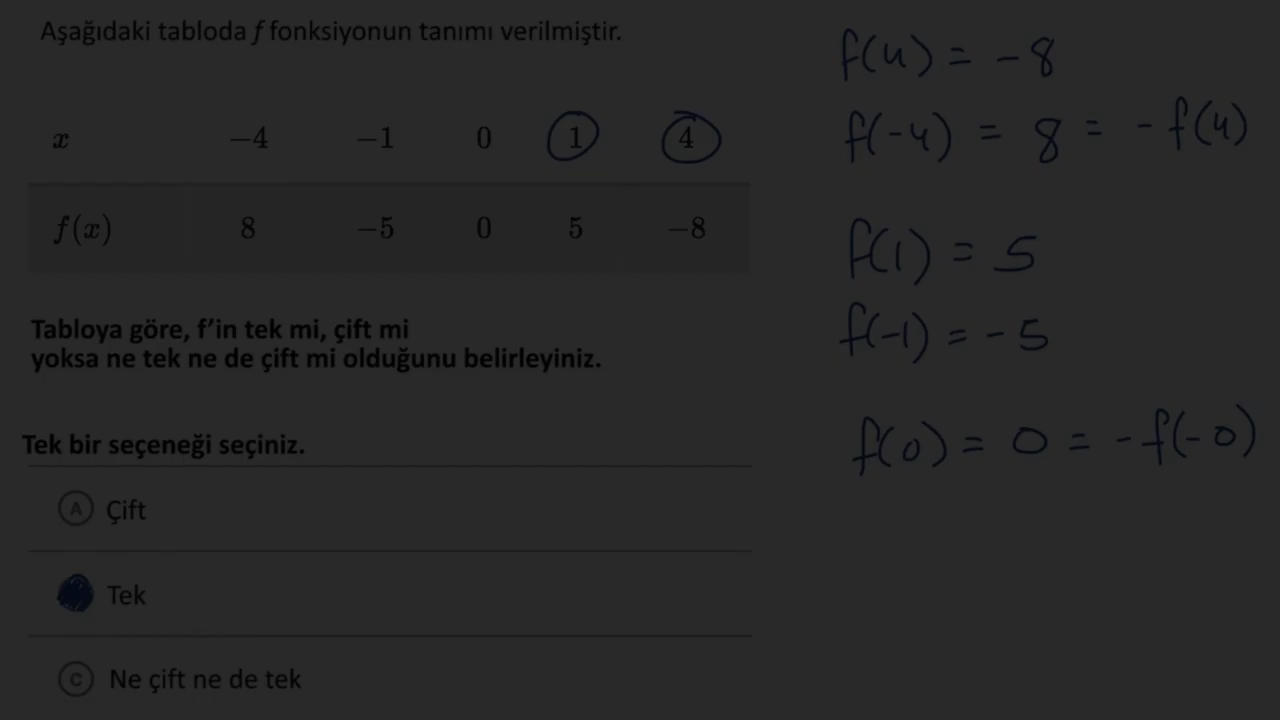 Aşağıdaki tabloda f fonksiyonun tanımı verilmiştir.
x −4 −1 0 1 4
f(x) 8 −5 0 5 −8
Tabloya göre, f’in tek mi, çift mi
yoksa ne tek ne de çift mi olduğunu belirleyiniz.
Tek bir seçeneği seçiniz.
A Çift
Tek
C Ne çift ne de tek
f(4) = -8
f(-4) = 8 = -f(4)
f(1) = 5
f(-1) = -5
f(0) = 0 = -f(-0)